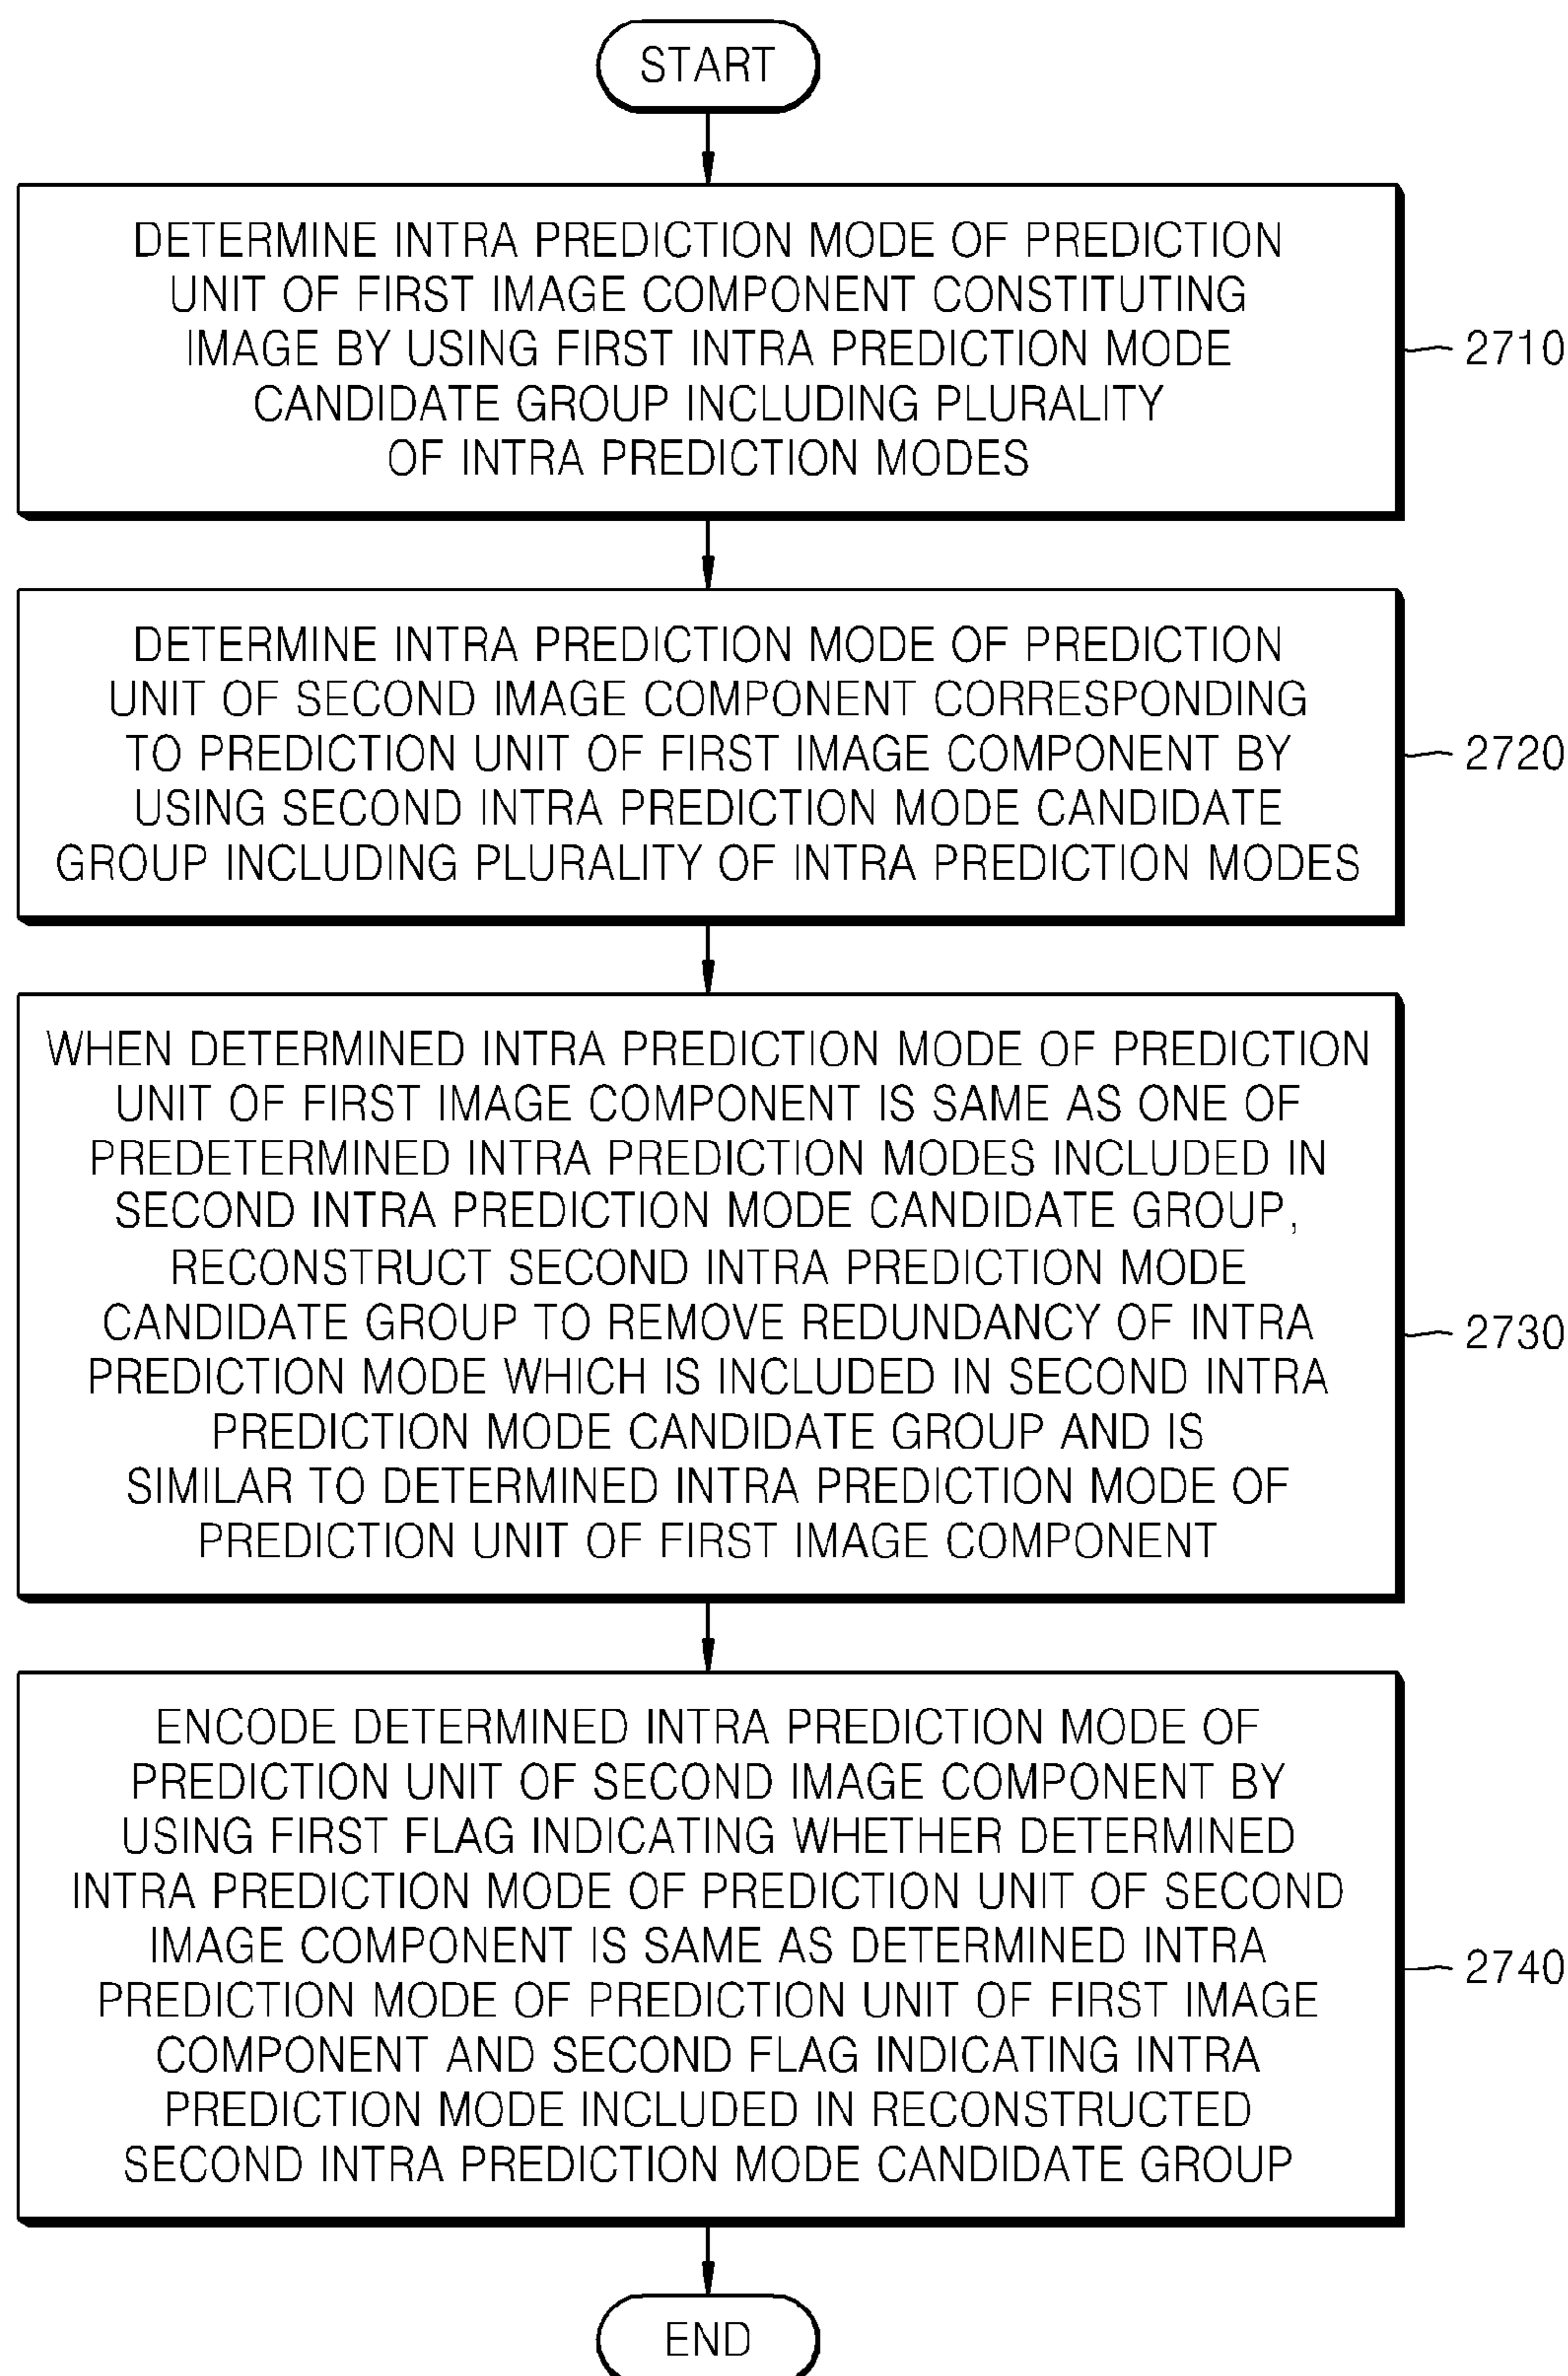 START
DETERMINE INTRA PREDICTION MODE OF PREDICTION
UNIT OF FIRST IMAGE COMPONENT CONSTITUTING
IMAGE BY USING FIRST INTRA PREDICTION MODE
CANDIDATE GROUP INCLUDING PLURALITY
OF INTRA PREDICTION MODES
2710
DETERMINE INTRA PREDICTION MODE OF PREDICTION
UNIT OF SECOND IMAGE COMPONENT CORRESPONDING
TO PREDICTION UNIT OF FIRST IMAGE COMPONENT BY
USING SECOND INTRA PREDICTION MODE CANDIDATE
GROUP INCLUDING PLURALITY OF INTRA PREDICTION MODES
2720
WHEN DETERMINED INTRA PREDICTION MODE OF PREDICTION
UNIT OF FIRST IMAGE COMPONENT IS SAME AS ONE OF
PREDETERMINED INTRA PREDICTION MODES INCLUDED IN
SECOND INTRA PREDICTION MODE CANDIDATE GROUP,
RECONSTRUCT SECOND INTRA PREDICTION MODE
CANDIDATE GROUP TO REMOVE REDUNDANCY OF INTRA
PREDICTION MODE WHICH IS INCLUDED IN SECOND INTRA
PREDICTION MODE CANDIDATE GROUP AND IS
SIMILAR TO DETERMINED INTRA PREDICTION MODE OF
PREDICTION UNIT OF FIRST IMAGE COMPONENT
2730
ENCODE DETERMINED INTRA PREDICTION MODE OF
PREDICTION UNIT OF SECOND IMAGE COMPONENT BY
USING FIRST FLAG INDICATING WHETHER DETERMINED
INTRA PREDICTION MODE OF PREDICTION UNIT OF SECOND
IMAGE COMPONENT IS SAME AS DETERMINED INTRA
PREDICTION MODE OF PREDICTION UNIT OF FIRST IMAGE
COMPONENT AND SECOND FLAG INDICATING INTRA
PREDICTION MODE INCLUDED IN RECONSTRUCTED
SECOND INTRA PREDICTION MODE CANDIDATE GROUP
2740
END